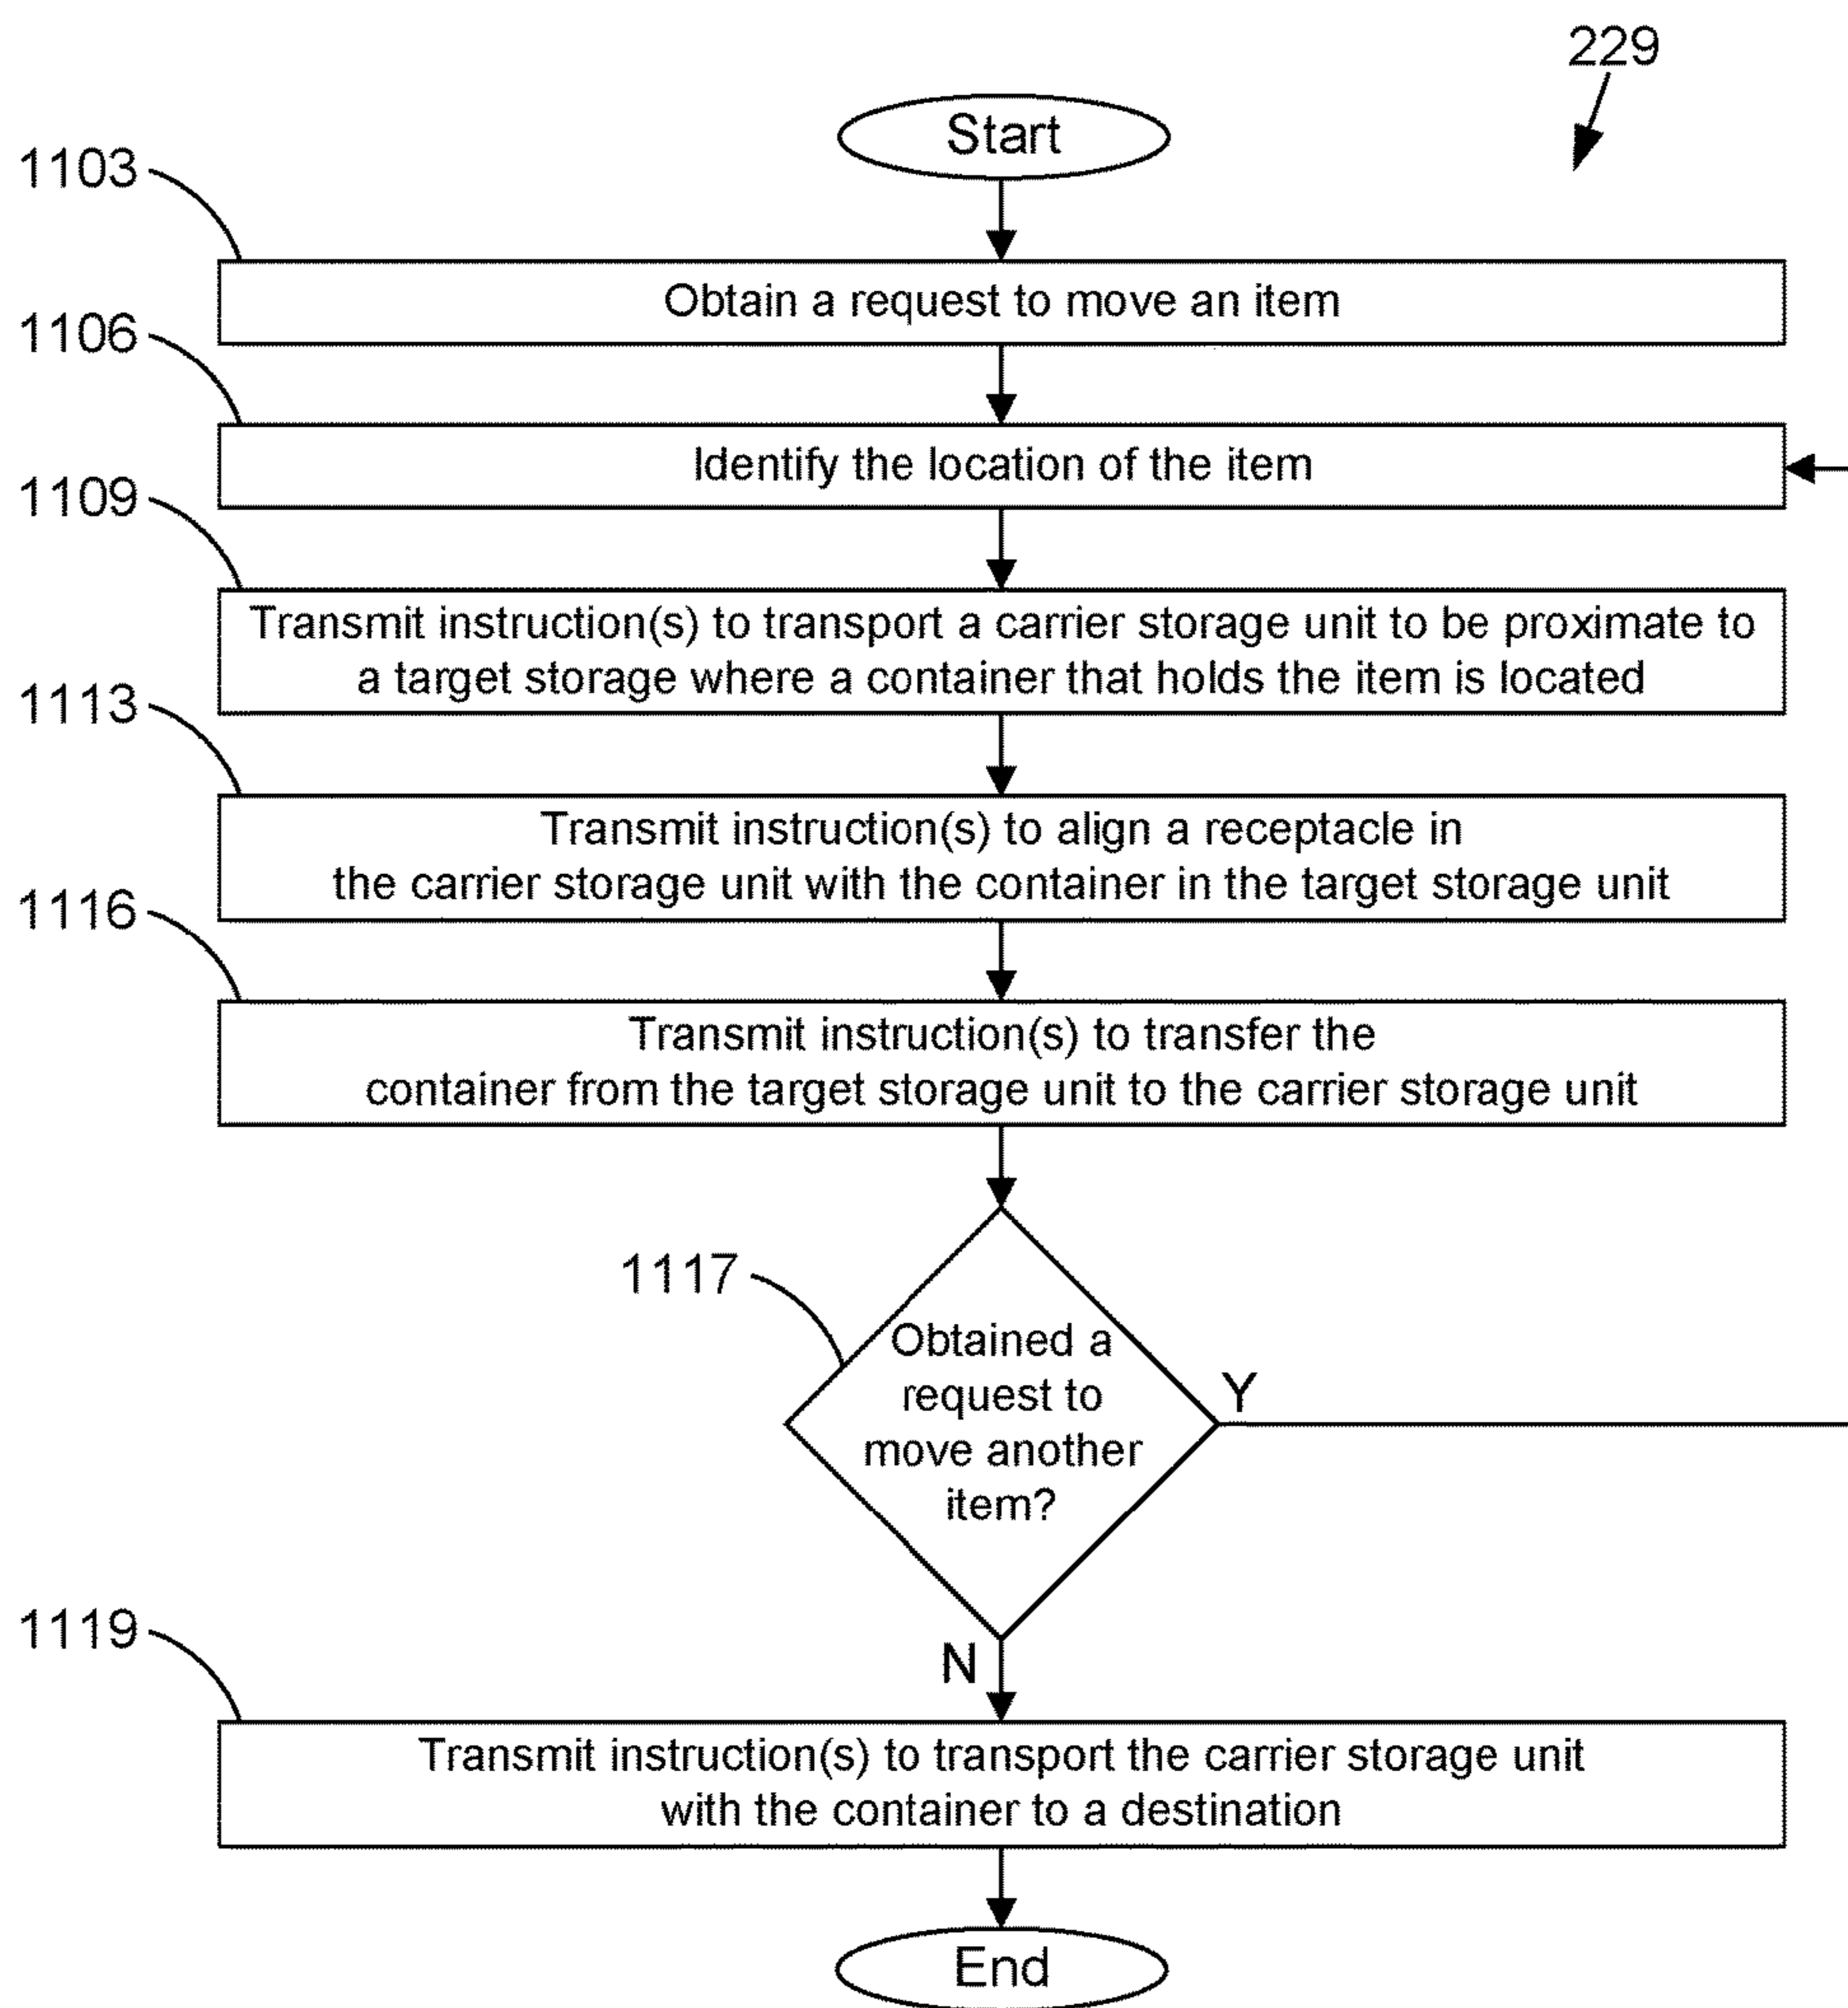 229
Start
1103
Obtain a request to move an item
1106
Identify the location of the item
1109
Transmit instruction(s) to transport a carrier storage unit to be proximate to
a target storage where a container that holds the item is located
1113
Transmit instruction(s) to align a receptacle in
the carrier storage unit with the container in the target storage unit
1116
Transmit instruction(s) to transfer the
container from the target storage unit to the carrier storage unit
1117
Obtained a
request to
move another
item?
Y
N
1119
Transmit instruction(s) to transport the carrier storage unit
with the container to a destination
End